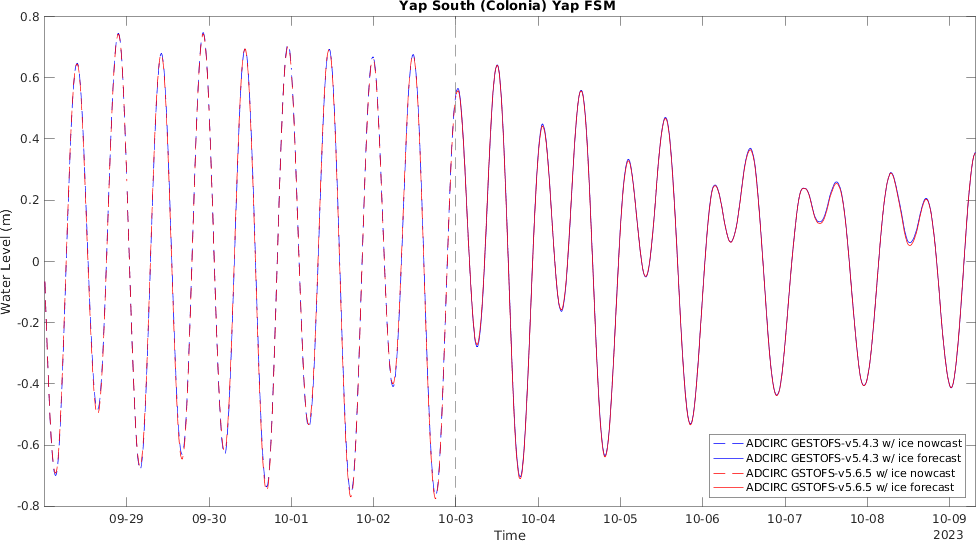 Yap South (Colonia) Yap FSM
0.8
0.6
0.4
0.2
0
-0.2
-0.4
-0.6
-0.8
Water Level (m)
ADCIRC GESTOFS-v5.4.3 w/ ice nowcast
ADCIRC GESTOFS-v5.4.3 w/ ice forecast
ADCIRC GSTOFS-v5.6.5 w/ ice nowcast
ADCIRC GSTOFS-v5.6.5 w/ ice forecast
09-29 09-30 10-01 10-02 10-03 10-04 10-05 10-06 10-07 10-08 10-09
Time 2023